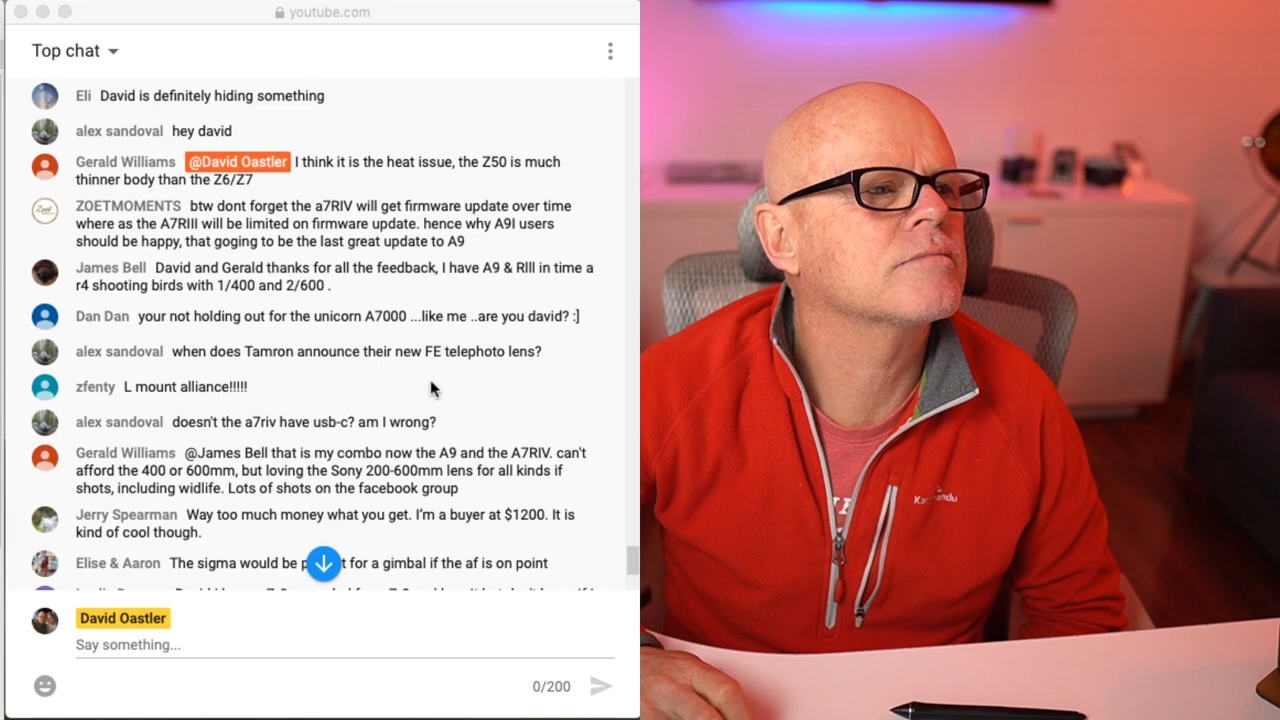 youtube.com
Top chat
Eli David is definitely hiding something
alex sandoval hey david
Gerald Williams @David Oastler I think it is the heat issue, the Z50 is much
thinner body than the Z6/Z7
ZOETMOMENTS btw dont forget the a7RIV will get firmware update over time
where as the A7RIII will be limited on firmware update. hence why A9I users
should be happy, that goging to be the last great update to A9
James Bell David and Gerald thanks for all the feedback, I have A9 & RIII in time a
r4 shooting birds with 1/400 and 2/600 .
Dan Dan your not holding out for the unicorn A7000 ...like me ..are you david? :]
alex sandoval when does Tamron announce their new FE telephoto lens?
zfenty L mount alliance!!!!!
alex sandoval doesn't the a7riv have usb-c? am I wrong?
Gerald Williams @James Bell that is my combo now the A9 and the A7RIV. can't
afford the 400 or 600mm, but loving the Sony 200-600mm lens for all kinds if
shots, including widlife. Lots of shots on the facebook group
Jerry Spearman Way too much money what you get. I'm a buyer at $1200. It is
kind of cool though.
Elise & Aaron The sigma would be for a gimbal if the af is on point
David Oastler
Say something...
0/200